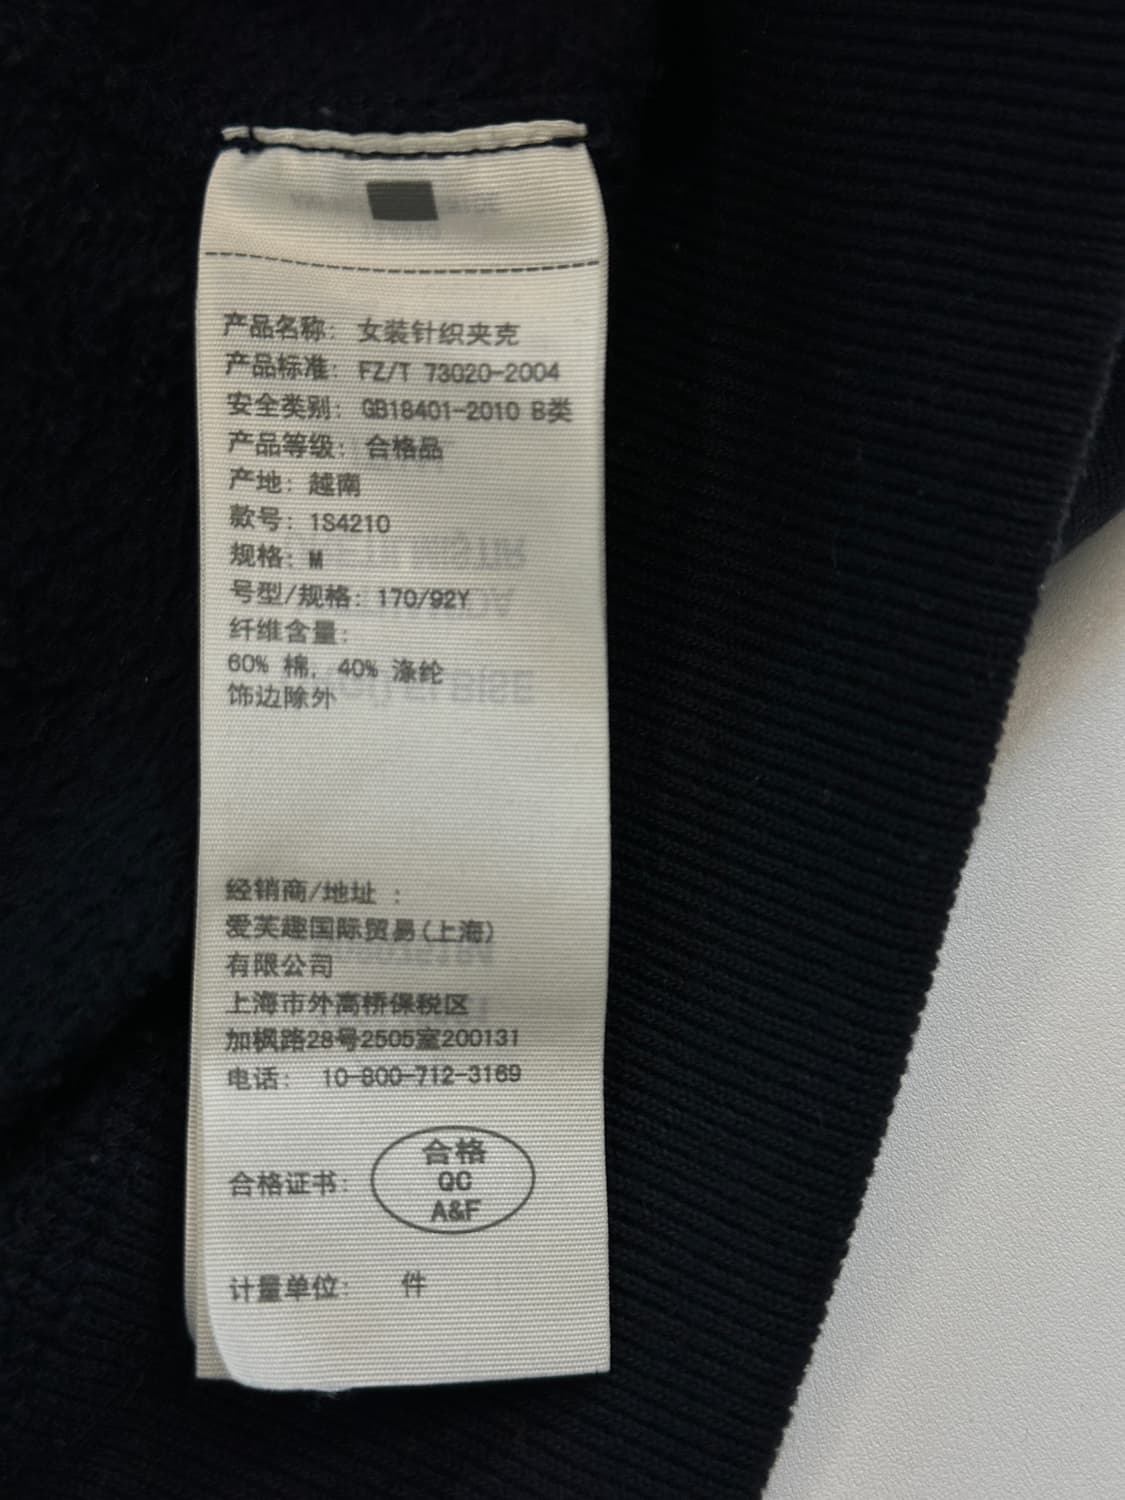 产品名称: 女装针织夹克
产品标准: FZ/T 73020-2004
安全类别: GB18401-2010 B类
产品等级: 合格品
产地: 越南
款号: 1S4210
规格: M
号型/规格: 170/92Y
纤维含量:
60% 棉, 40% 涤纶
饰边除外
经销商/地址 :
爱芙趣国际贸易(上海)
有限公司
上海市外高桥保税区
加枫路28号2505室200131
电话: 10-800-712-3169
合格
QC
A&F
合格证书:
计量单位: 件